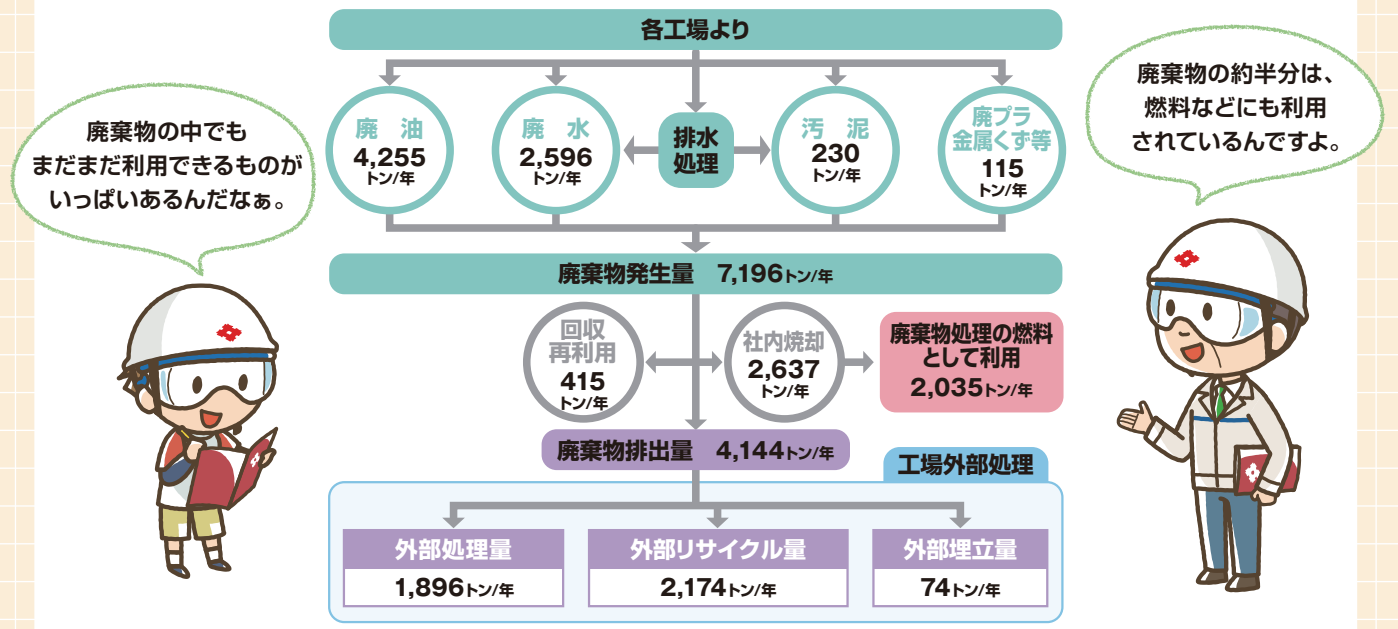 各工場より
廃棄物の中でも
まだまだ利用できるものが
いっぱいあるんだなぁ。
廃棄物の約半分は、
燃料などにも利用
されているんですよ。
廃　油
4,255
トン/年
廃　水
2,596
トン/年
排水
処理
汚　泥
230
トン/年
廃プラ
金属くず等
115
トン/年
廃棄物発生量　7,196トン/年
回収
再利用
415
トン/年
社内焼却
2,637
トン/年
廃棄物処理の燃料
として利用
2,035トン/年
廃棄物排出量　4,144トン/年
工場外部処理
外部処理量
1,896トン/年
外部リサイクル量
2,174トン/年
外部埋立量
74トン/年